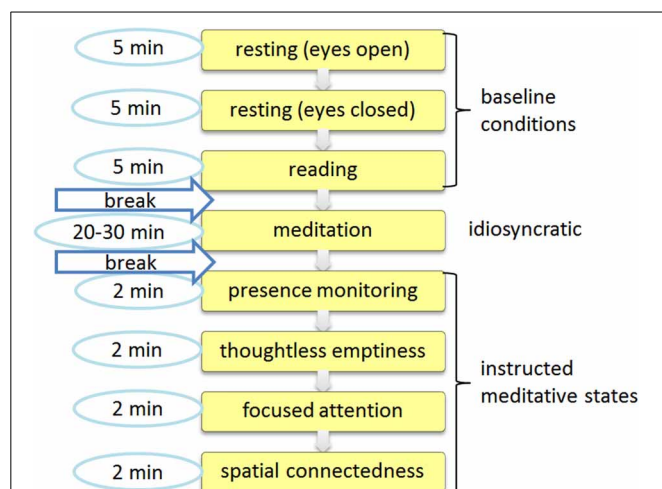 5 min
resting (eyes open)
5 min
resting (eyes closed)
baseline
conditions
5 min
reading
break
20-30 min
meditation
idiosyncratic
break
2 min
presence monitoring
2 min
thoughtless emptiness
instructed
meditative states
2 min
focused attention
2 min
spatial connectedness